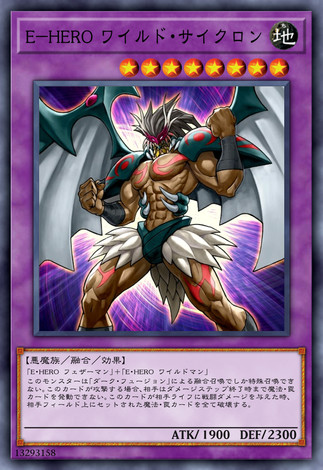 E-HERO ワイルド・サイクロン
地
【悪魔族／融合／効果】
「E・HERO フェザーマン」＋「E・HERO ワイルドマン」
このモンスターは「ダーク・フュージョン」による融合召喚でしか特殊召喚でき
ない。このカードが攻撃する場合、相手はダメージステップ終了時まで魔法・罠
カードを発動できない。このカードが相手ライフに戦闘ダメージを与えた時、
相手フィールド上にセットされた魔法・罠カードを全て破壊する。
ATK/1900 DEF/2300
13293158